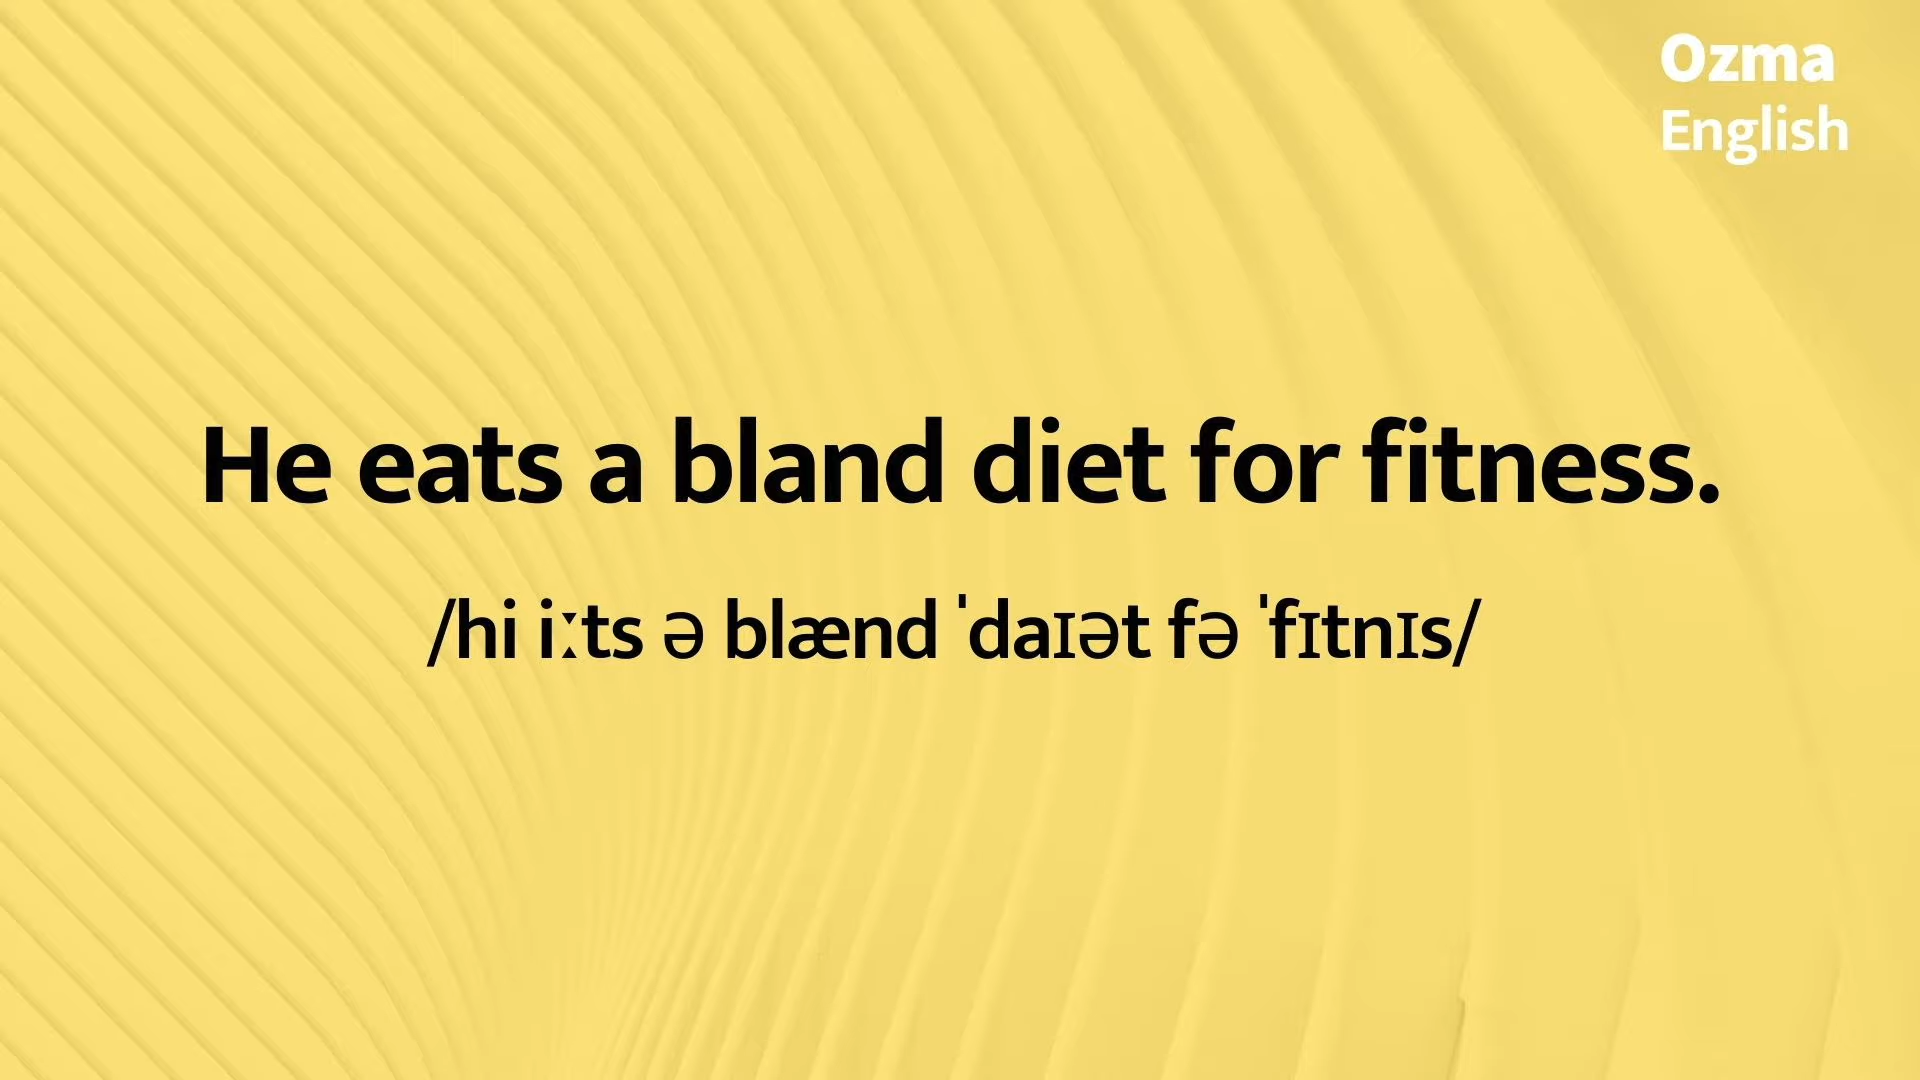 Ozma
English
He eats a bland diet for fitness.
/hi iːts ə blænd ˈdaɪət fə ˈfɪtnɪs/